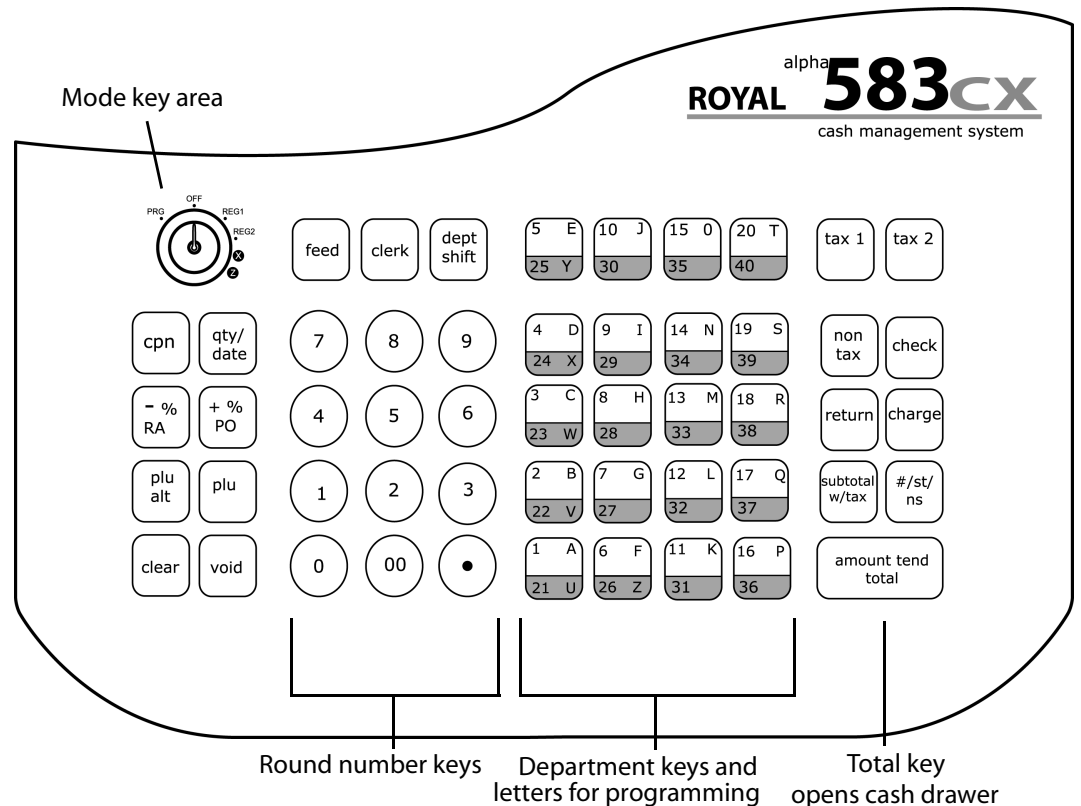 alpha 583CX
ROYAL
cash management system
Mode key area
PRG OFF REG1
REG2
X
Z
feed clerk dept
shift
5 E 10 J 15 0 20 T
25 Y 30 35 40
tax 1 tax 2
cpn qty/
date
7 8 9
4 D 9 I 14 N 19 S
24 X 29 34 39
non
tax
check
- %
RA
+ %
PO
4 5 6
3 C 8 H 13 M 18 R
23 W 28 33 38
return charge
plu
alt
plu
1 2 3
2 B 7 G 12 L 17 Q
22 V 27 32 37
subtotal
w/tax
#/st/
ns
clear void
0 00 •
1 A 6 F 11 K 16 P
21 U 26 Z 31 36
amount tend
total
Round number keys
Department keys and
letters for programming
Total key
opens cash drawer